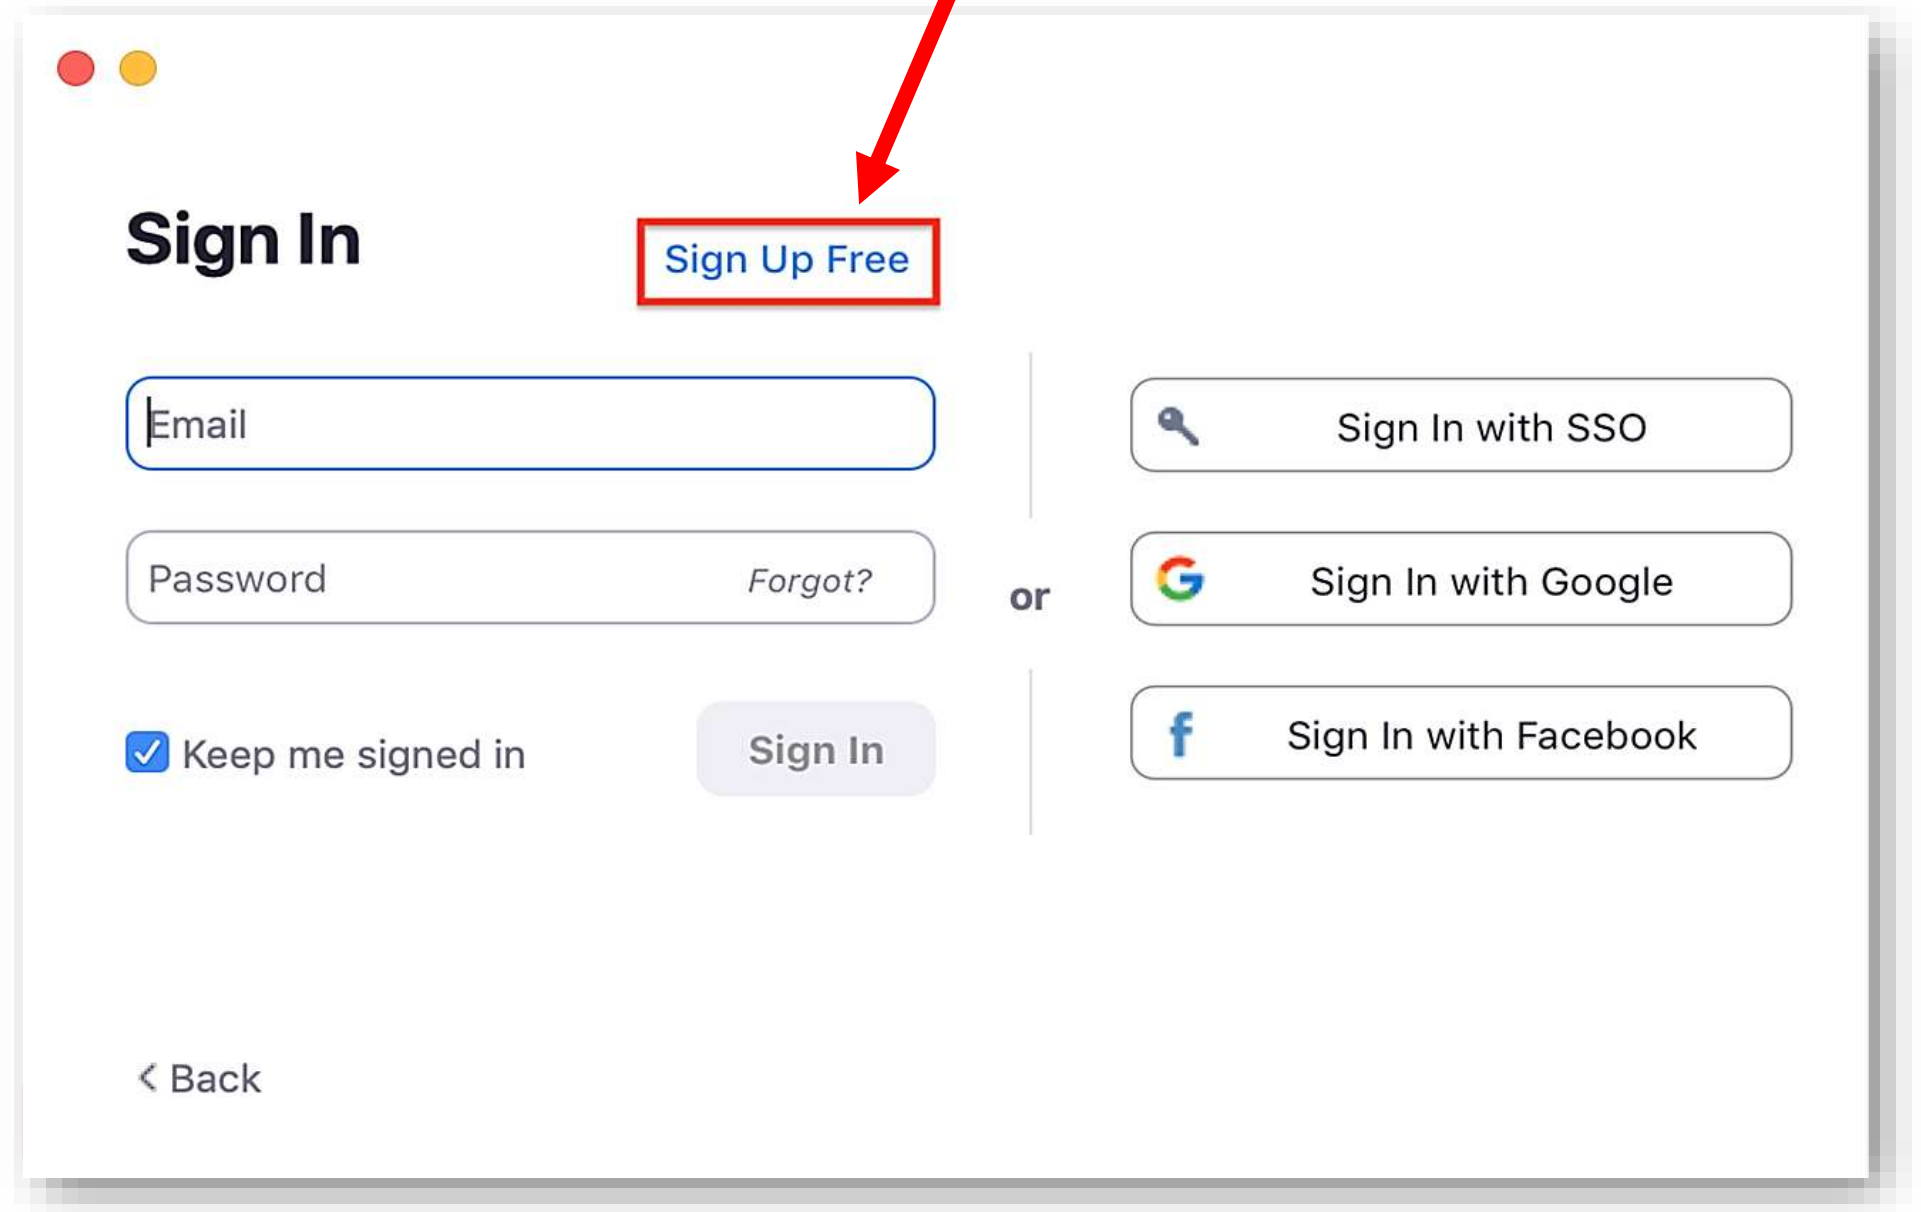 Sign In
Sign Up Free
Email
Password
Forgot?
Keep me signed in
Sign In
or
Sign In with SSO
Sign In with Google
Sign In with Facebook
< Back